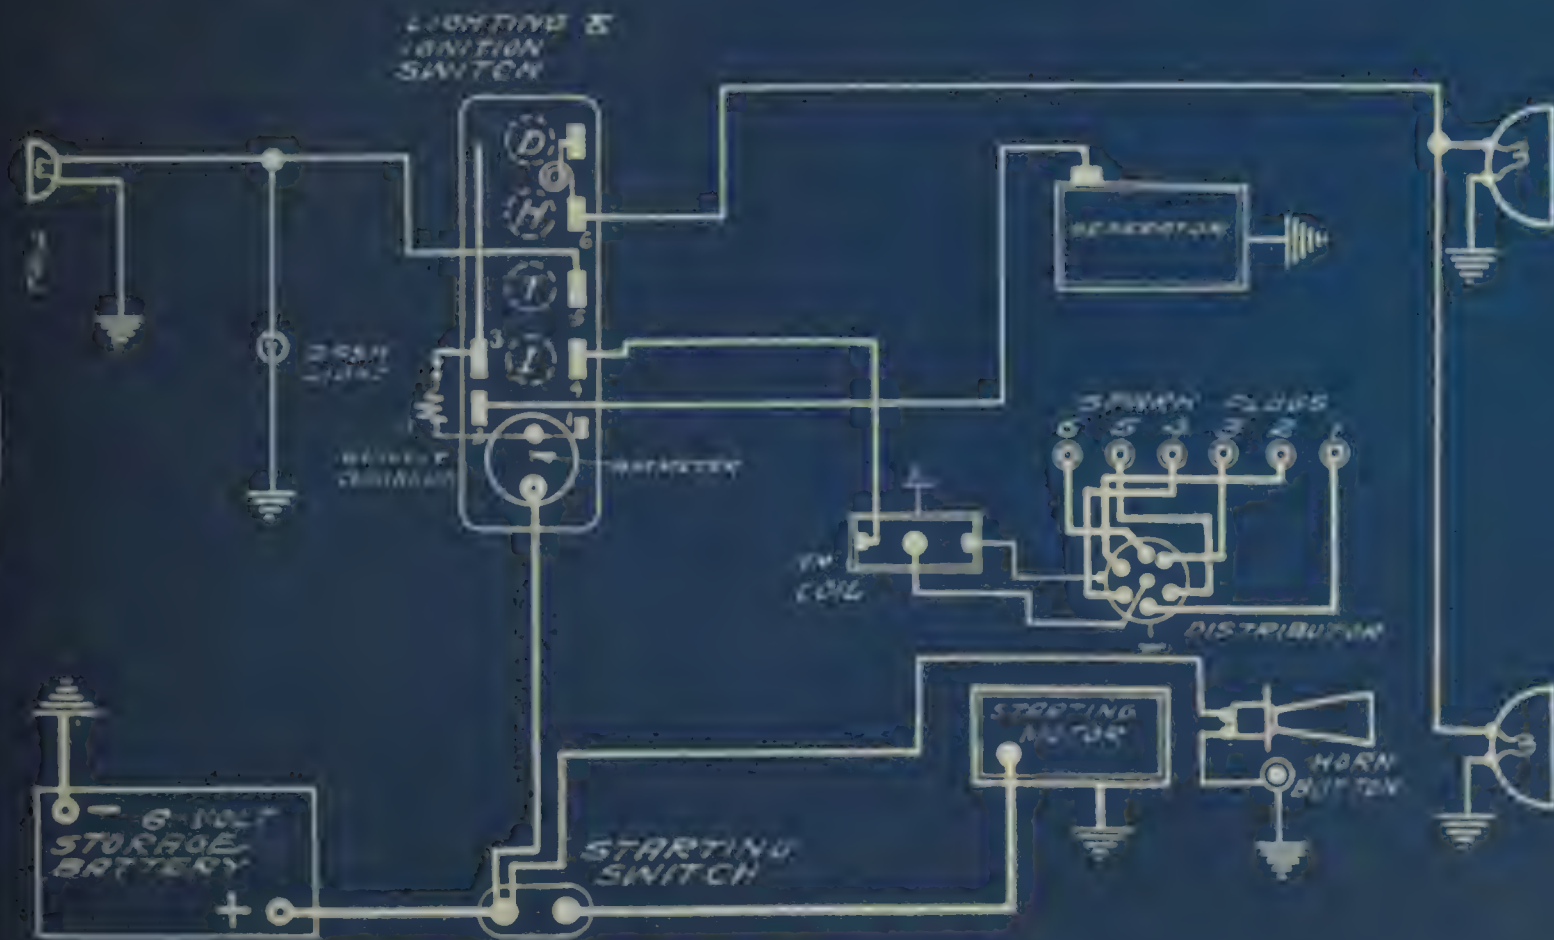 LIGHTING &
IGNITION
SWITCH
D
H
6
T
5
3
I
4
GENERATOR
DASH
LIGHT
AMMETER
SPARK PLUGS
6 5 4 3 2 1
COIL
DISTRIBUTOR
STARTING
MOTOR
HORN
BUTTON
- 6-VOLT
STORAGE
BATTERY
+
STARTING
SWITCH